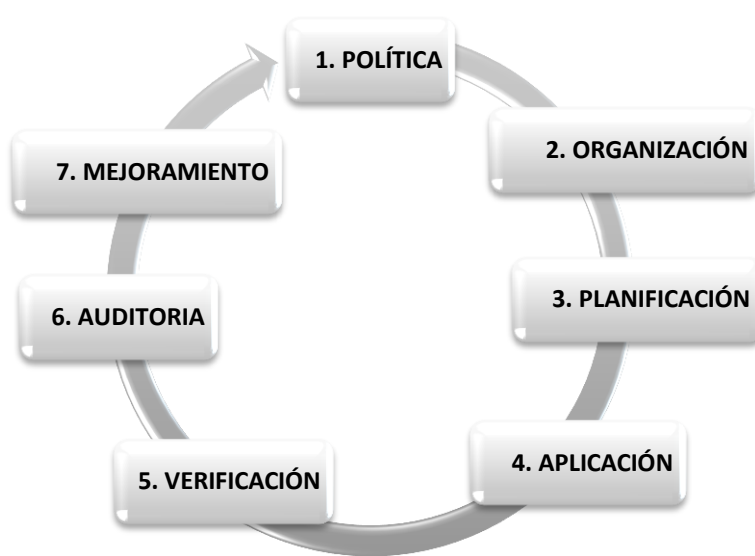 1. POLÍTICA
2. ORGANIZACIÓN
3. PLANIFICACIÓN
4. APLICACIÓN
5. VERIFICACIÓN
6. AUDITORIA
7. MEJORAMIENTO